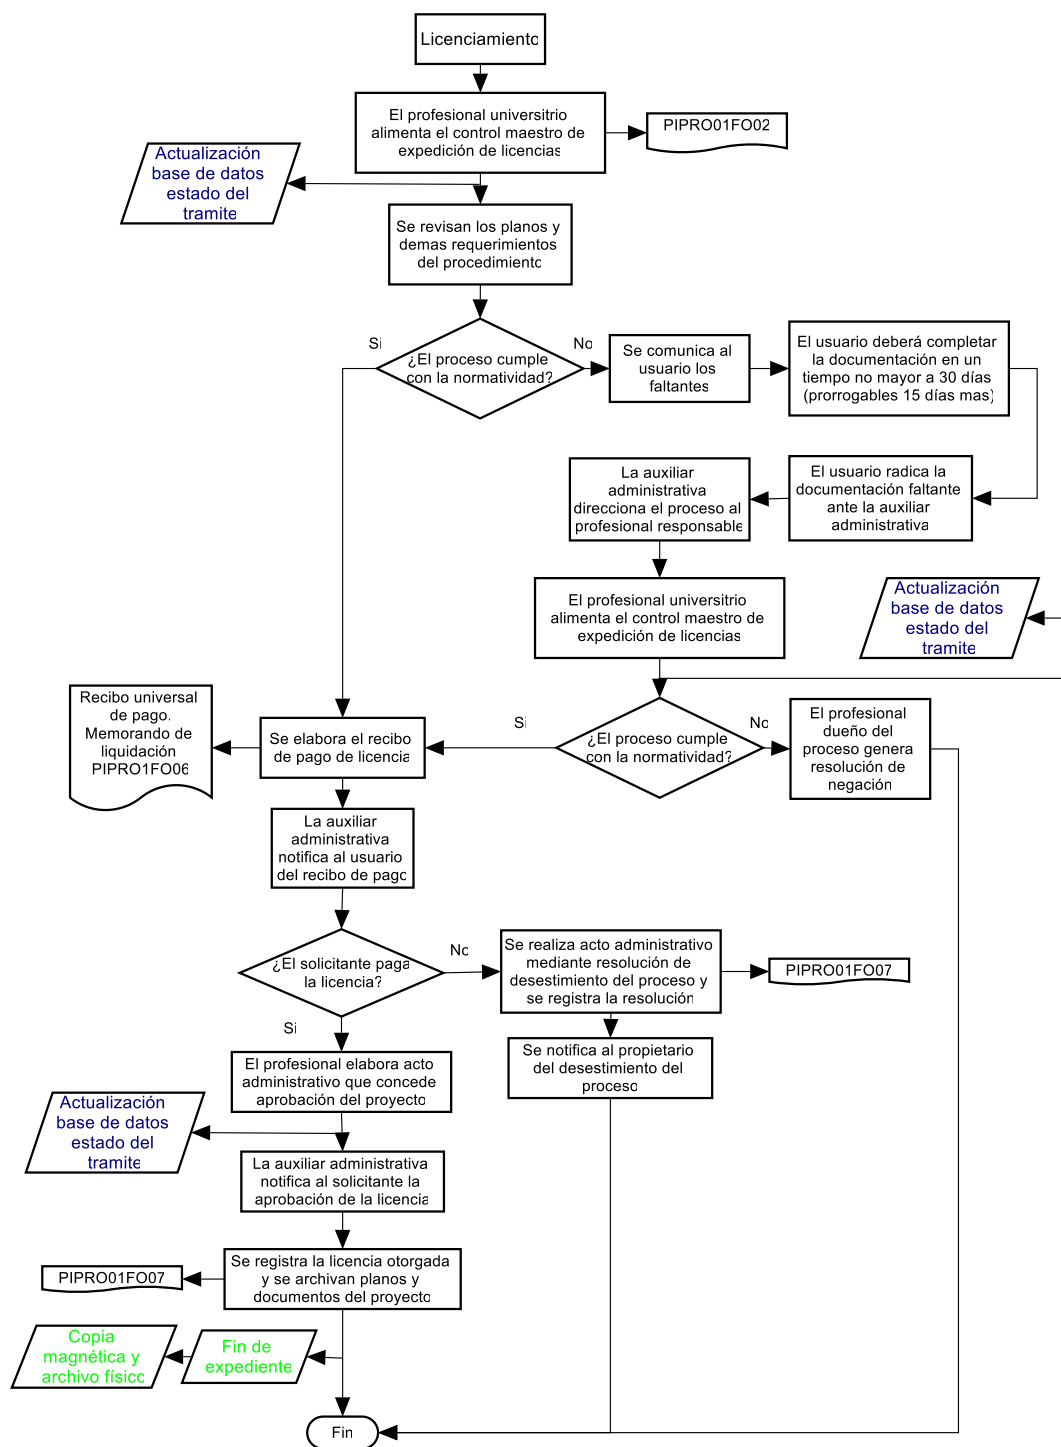 Licenciamiento
El profesional universitrio
alimenta el control maestro de
expedición de licencias
PIPRO01FO02
Actualización
base de datos
estado del
tramite
Se revisan los planos y
demas requerimientos
del procedimiento
Si
¿El proceso cumple
con la normatividad?
No
Se comunica al
usuario los
faltantes
El usuario deberá completar
la documentación en un
tiempo no mayor a 30 días
(prorrogables 15 días mas)
El usuario radica la
documentación faltante
ante la auxiliar
administrativa
La auxiliar
administrativa
direcciona el proceso al
profesional responsable
El profesional universitrio
alimenta el control maestro de
expedición de licencias
Actualización
base de datos
estado del
tramite
¿El proceso cumple
con la normatividad?
Si
No
El profesional
dueño del
proceso genera
resolución de
negación
Se elabora el recibo
de pago de licencia
Recibo universal
de pago.
Memorando de
liquidación
PIPRO1FO06
La auxiliar
administrativa
notifica al usuario
del recibo de pago
¿El solicitante paga
la licencia?
No
Se realiza acto administrativo
mediante resolución de
desestimiento del proceso y
se registra la resolución
PIPRO01FO07
Se notifica al propietario
del desestimiento del
proceso
Si
El profesional elabora acto
administrativo que concede
aprobación del proyecto
Actualización
base de datos
estado del
tramite
La auxiliar administrativa
notifica al solicitante la
aprobación de la licencia
Se registra la licencia otorgada
y se archivan planos y
documentos del proyecto
PIPRO01FO07
Fin de
expediente
Copia
magnética y
archivo físico
Fin